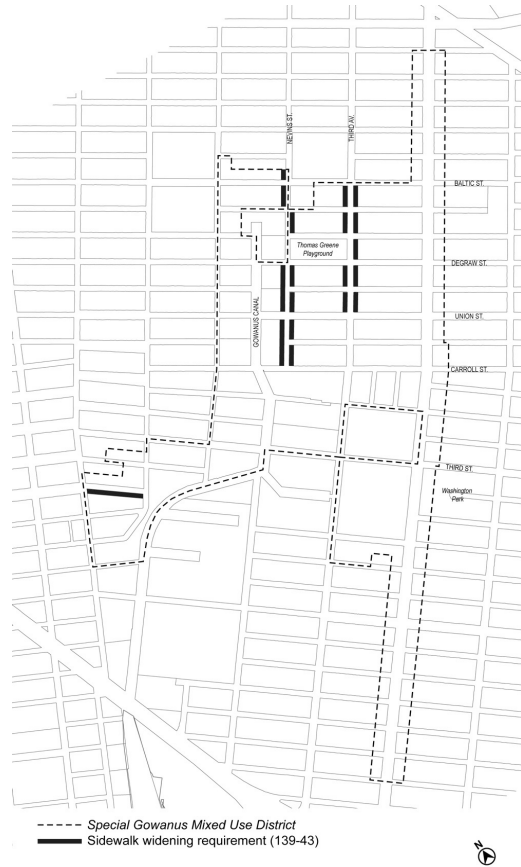 NEVINS ST.
THIRD AV.
BALTIC ST.
Thomas Greene
Playground
DEGRAW ST.
GOWANUS CANAL
UNION ST.
CARROLL ST.
THIRD ST.
Washington
Park
Special Gowanus Mixed Use District
Sidewalk widening requirement (139-43)
N